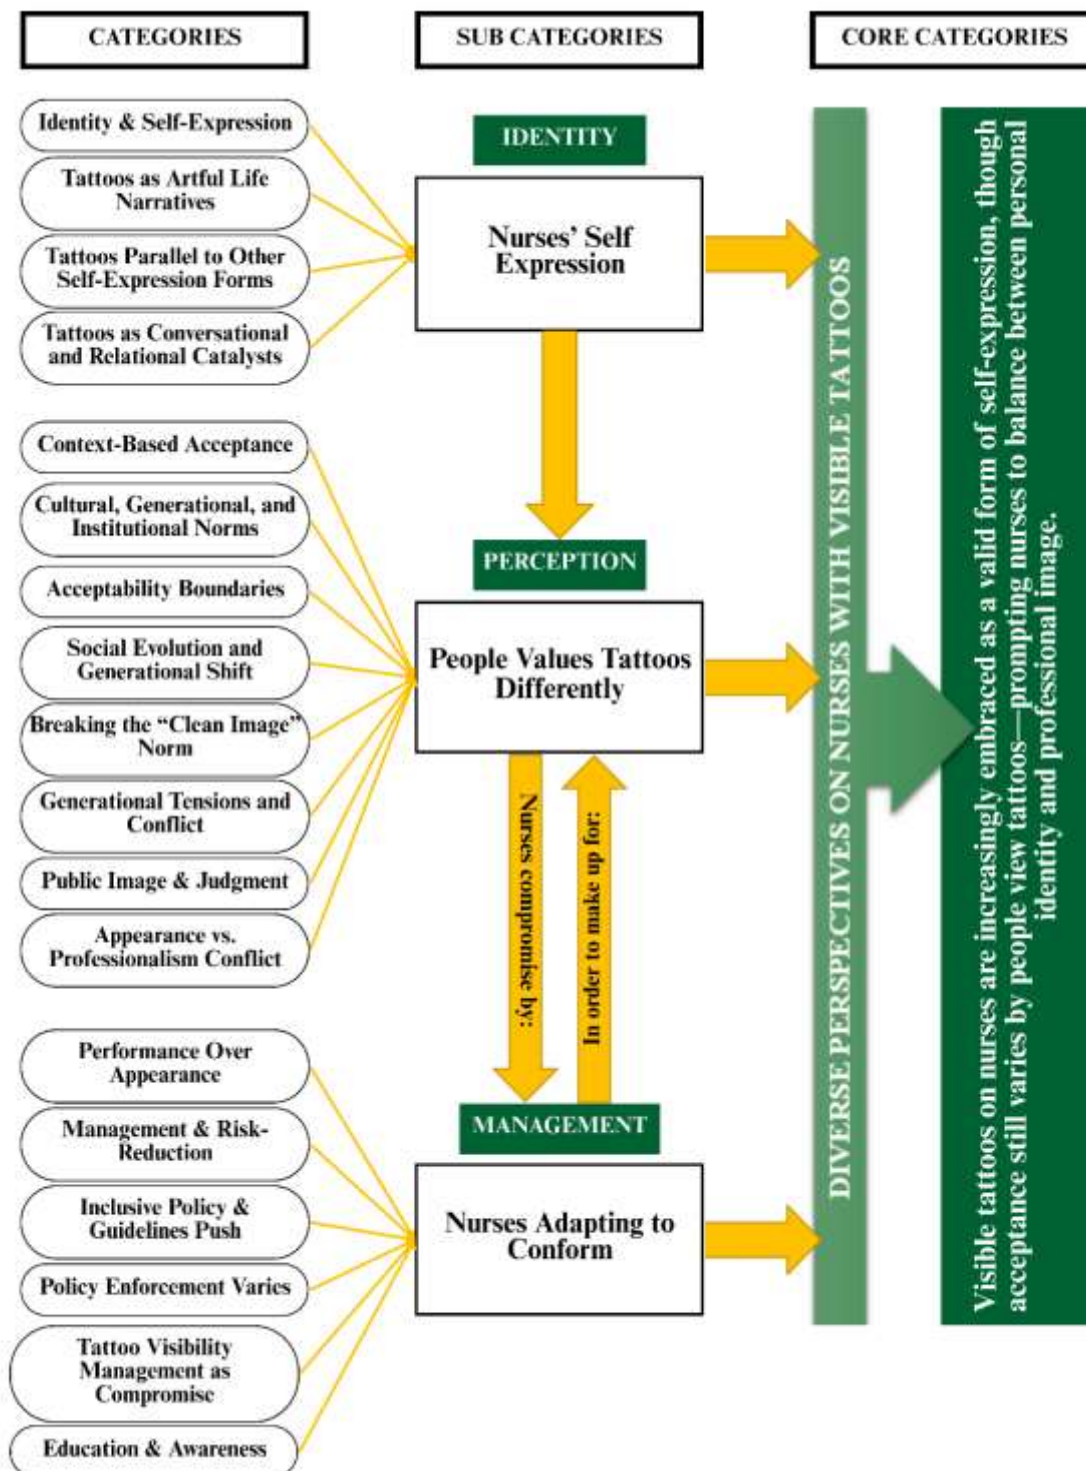 CATEGORIES
SUB CATEGORIES
CORE CATEGORIES
Identity & Self-Expression
Tattoos as Artful Life
Narratives
Tattoos Parallel to Other
Self-Expression Forms
Tattoos as Conversational
and Relational Catalysts
IDENTITY
Nurses’ Self
Expression
Context-Based Acceptance
Cultural, Generational, and
Institutional Norms
Acceptability Boundaries
Social Evolution and
Generational Shift
Breaking the “Clean Image”
Norm
Generational Tensions and
Conflict
Public Image & Judgment
Appearance vs.
Professionalism Conflict
PERCEPTION
People Values Tattoos
Differently
Nurses compromise by:
In order to make up for:
Performance Over
Appearance
Management & Risk-
Reduction
Inclusive Policy &
Guidelines Push
Policy Enforcement Varies
Tattoo Visibility
Management as
Compromise
Education & Awareness
MANAGEMENT
Nurses Adapting to
Conform
DIVERSE PERSPECTIVES ON NURSES WITH VISIBLE TATTOOS
Visible tattoos on nurses are increasingly embraced as a valid form of self-expression, though
acceptance still varies by people view tattoos—prompting nurses to balance between personal
identity and professional image.